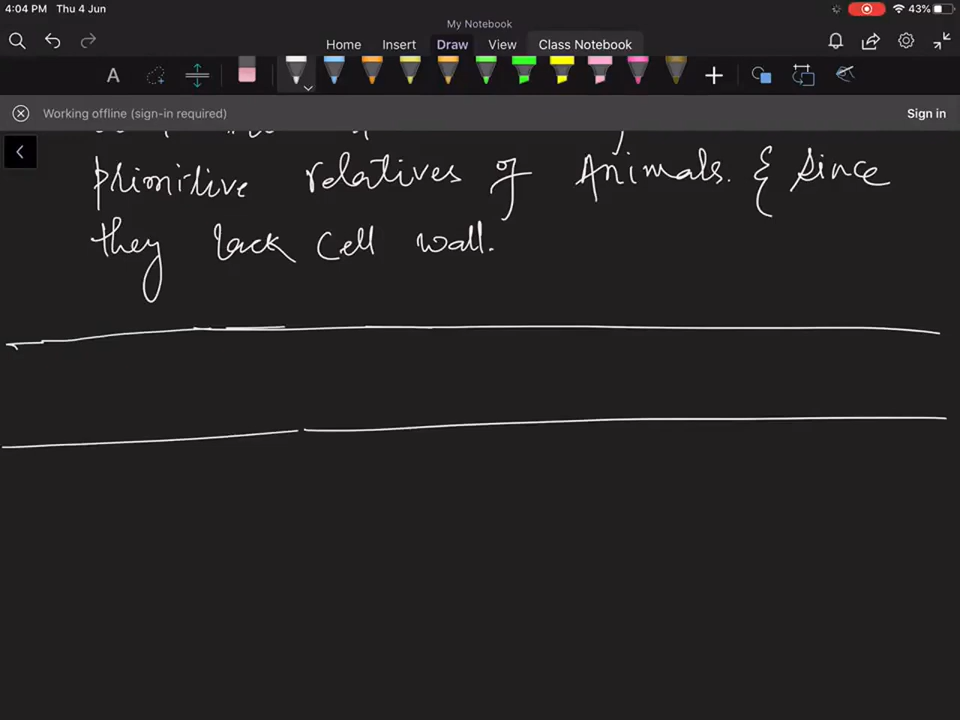 4:04 PM Thu 4 Jun
43%
My Notebook
Home Insert Draw View Class Notebook
A
Working offline (sign-in required)
Sign in
primitive relatives of Animals. { since
they lack cell wall.